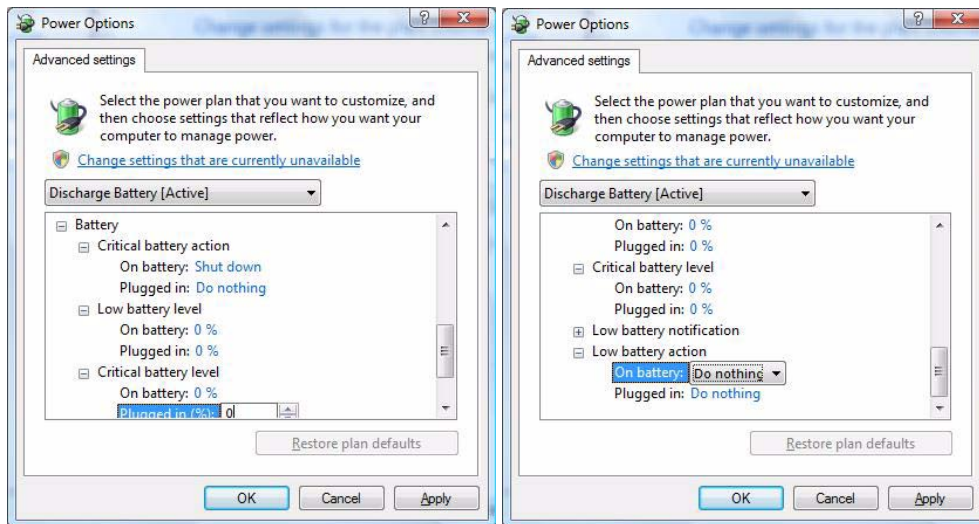 Power Options
Advanced settings
Select the power plan that you want to customize, and
then choose settings that reflect how you want your
computer to manage power.
Change settings that are currently unavailable
Discharge Battery [Active]
Battery
Critical battery action
On battery: Shut down
Plugged in: Do nothing
Low battery level
On battery: 0 %
Plugged in: 0 %
Critical battery level
On battery: 0 %
Plugged in (%): 0
Restore plan defaults
OK Cancel Apply
Power Options
Advanced settings
Select the power plan that you want to customize, and
then choose settings that reflect how you want your
computer to manage power.
Change settings that are currently unavailable
Discharge Battery [Active]
On battery: 0 %
Plugged in: 0 %
Critical battery level
On battery: 0 %
Plugged in: 0 %
Low battery notification
Low battery action
On battery: Do nothing
Plugged in: Do nothing
Restore plan defaults
OK Cancel Apply